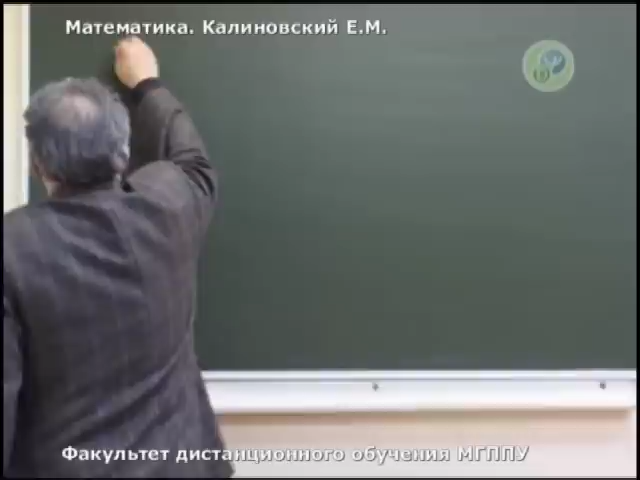 Математика. Калиновский Е.М.
Факультет дистанционного обучения МГППУ